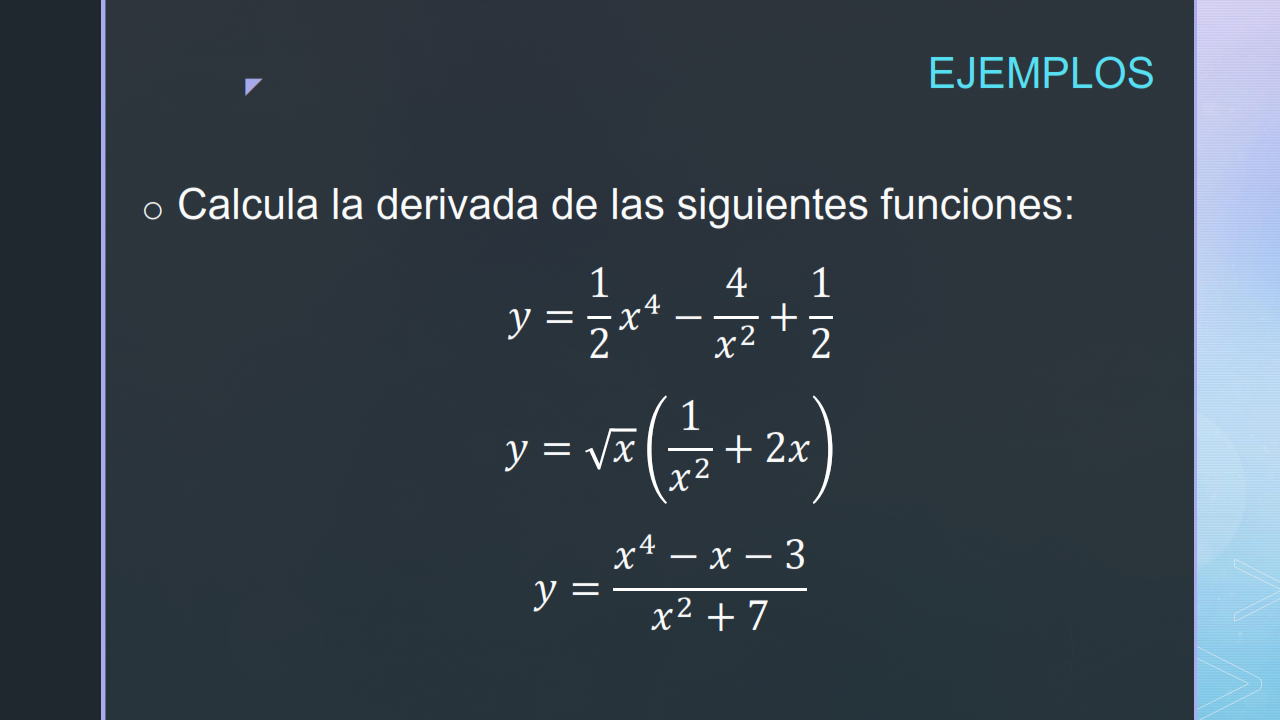 EJEMPLOS
○ Calcula la derivada de las siguientes funciones:
y = \frac{1}{2}x^4 − \frac{4}{x^2} + \frac{1}{2}
y = \sqrt{x}\left(\frac{1}{x^2} + 2x\right)
y = \frac{x^4 − x − 3}{x^2 + 7}